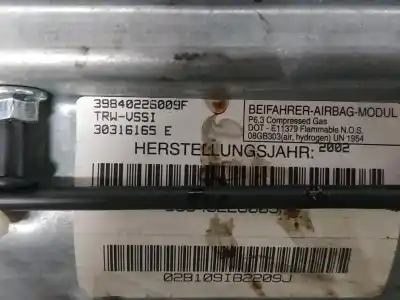 39840226009F
TRW-VSSI
30316165 E
BEIFAHRER-AIRBAG-MODUL
P6.3 Compressed Gas
DOT - E11379 Flammable N.O.S.
08GB303(air, hydrogen) UN 1954
HERSTELLUNGSJAHR: 2002
02B109IB2209J